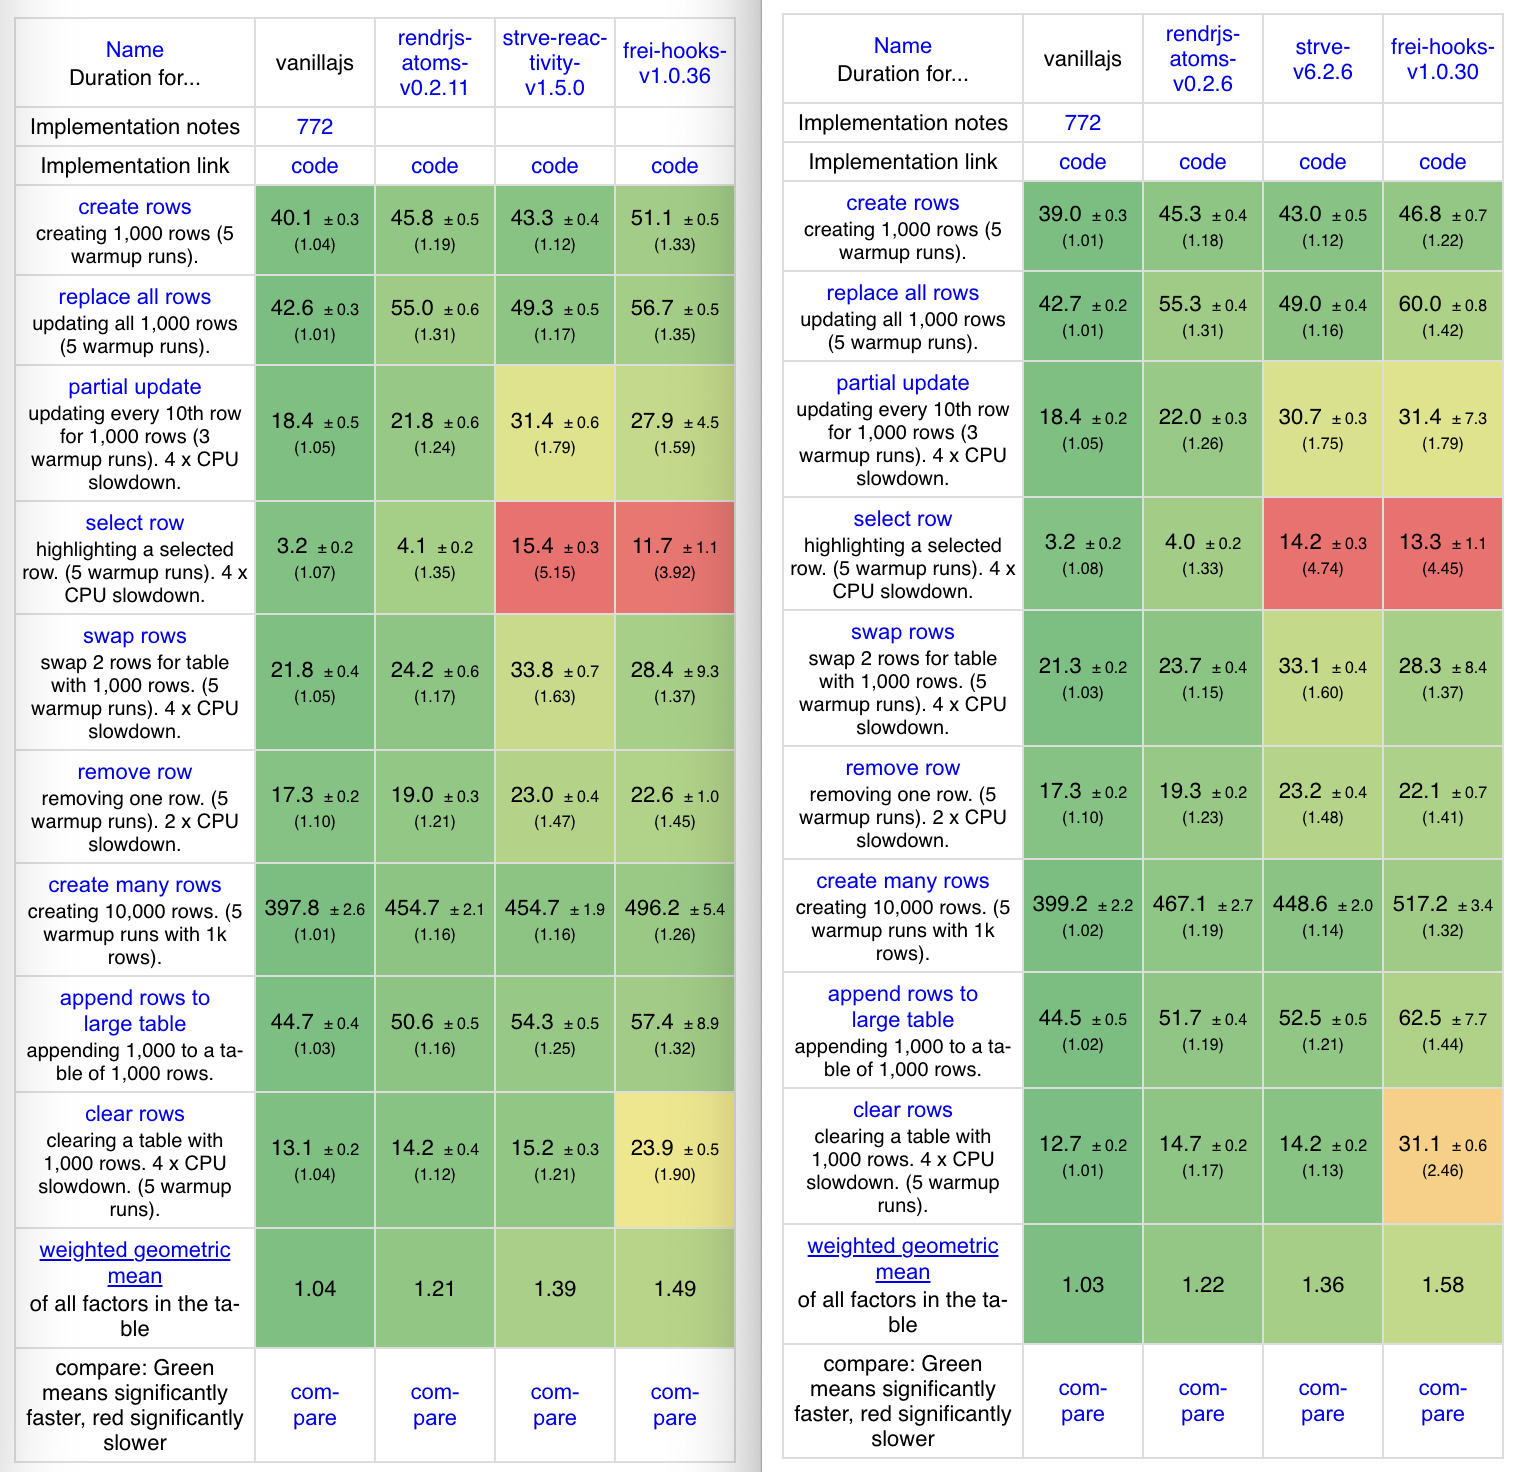 Name
Duration for...
vanillajs
rendrjs-
atoms-
v0.2.11
strve-reac-
tivity-
v1.5.0
frei-hooks-
v1.0.36
Implementation notes
772
Implementation link
code
code
code
code
create rows
creating 1,000 rows (5
warmup runs).
40.1 ± 0.3
(1.04)
45.8 ± 0.5
(1.19)
43.3 ± 0.4
(1.12)
51.1 ± 0.5
(1.33)
replace all rows
updating all 1,000 rows
(5 warmup runs).
42.6 ± 0.3
(1.01)
55.0 ± 0.6
(1.31)
49.3 ± 0.5
(1.17)
56.7 ± 0.5
(1.35)
partial update
updating every 10th row
for 1,000 rows (3
warmup runs). 4 x CPU
slowdown.
18.4 ± 0.5
(1.05)
21.8 ± 0.6
(1.24)
31.4 ± 0.6
(1.79)
27.9 ± 4.5
(1.59)
select row
highlighting a selected
row. (5 warmup runs). 4 x
CPU slowdown.
3.2 ± 0.2
(1.07)
4.1 ± 0.2
(1.35)
15.4 ± 0.3
(5.15)
11.7 ± 1.1
(3.92)
swap rows
swap 2 rows for table
with 1,000 rows. (5
warmup runs). 4 x CPU
slowdown.
21.8 ± 0.4
(1.05)
24.2 ± 0.6
(1.17)
33.8 ± 0.7
(1.63)
28.4 ± 9.3
(1.37)
remove row
removing one row. (5
warmup runs). 2 x CPU
slowdown.
17.3 ± 0.2
(1.10)
19.0 ± 0.3
(1.21)
23.0 ± 0.4
(1.47)
22.6 ± 1.0
(1.45)
create many rows
creating 10,000 rows. (5
warmup runs with 1k
rows).
397.8 ± 2.6
(1.01)
454.7 ± 2.1
(1.16)
454.7 ± 1.9
(1.16)
496.2 ± 5.4
(1.26)
append rows to
large table
appending 1,000 to a ta-
ble of 1,000 rows.
44.7 ± 0.4
(1.03)
50.6 ± 0.5
(1.16)
54.3 ± 0.5
(1.25)
57.4 ± 8.9
(1.32)
clear rows
clearing a table with
1,000 rows. 4 x CPU
slowdown. (5 warmup
runs).
13.1 ± 0.2
(1.04)
14.2 ± 0.4
(1.12)
15.2 ± 0.3
(1.21)
23.9 ± 0.5
(1.90)
weighted geometric
mean
of all factors in the ta-
ble
1.04
1.21
1.39
1.49
compare: Green
means significantly
faster, red significantly
slower
com-
pare
com-
pare
com-
pare
com-
pare
Name
Duration for...
vanillajs
rendrjs-
atoms-
v0.2.6
strve-
v6.2.6
frei-hooks-
v1.0.30
Implementation notes
772
Implementation link
code
code
code
code
create rows
creating 1,000 rows (5
warmup runs).
39.0 ± 0.3
(1.01)
45.3 ± 0.4
(1.18)
43.0 ± 0.5
(1.12)
46.8 ± 0.7
(1.22)
replace all rows
updating all 1,000 rows
(5 warmup runs).
42.7 ± 0.2
(1.01)
55.3 ± 0.4
(1.31)
49.0 ± 0.4
(1.16)
60.0 ± 0.8
(1.42)
partial update
updating every 10th row
for 1,000 rows (3
warmup runs). 4 x CPU
slowdown.
18.4 ± 0.2
(1.05)
22.0 ± 0.3
(1.26)
30.7 ± 0.3
(1.75)
31.4 ± 7.3
(1.79)
select row
highlighting a selected
row. (5 warmup runs). 4 x
CPU slowdown.
3.2 ± 0.2
(1.08)
4.0 ± 0.2
(1.33)
14.2 ± 0.3
(4.74)
13.3 ± 1.1
(4.45)
swap rows
swap 2 rows for table
with 1,000 rows. (5
warmup runs). 4 x CPU
slowdown.
21.3 ± 0.2
(1.03)
23.7 ± 0.4
(1.15)
33.1 ± 0.4
(1.60)
28.3 ± 8.4
(1.37)
remove row
removing one row. (5
warmup runs). 2 x CPU
slowdown.
17.3 ± 0.2
(1.10)
19.3 ± 0.2
(1.23)
23.2 ± 0.4
(1.48)
22.1 ± 0.7
(1.41)
create many rows
creating 10,000 rows. (5
warmup runs with 1k
rows).
399.2 ± 2.2
(1.02)
467.1 ± 2.7
(1.19)
448.6 ± 2.0
(1.14)
517.2 ± 3.4
(1.32)
append rows to
large table
appending 1,000 to a ta-
ble of 1,000 rows.
44.5 ± 0.5
(1.02)
51.7 ± 0.4
(1.19)
52.5 ± 0.5
(1.21)
62.5 ± 7.7
(1.44)
clear rows
clearing a table with
1,000 rows. 4 x CPU
slowdown. (5 warmup
runs).
12.7 ± 0.2
(1.01)
14.7 ± 0.2
(1.17)
14.2 ± 0.2
(1.13)
31.1 ± 0.6
(2.46)
weighted geometric
mean
of all factors in the ta-
ble
1.03
1.22
1.36
1.58
compare: Green
means significantly
faster, red significantly
slower
com-
pare
com-
pare
com-
pare
com-
pare